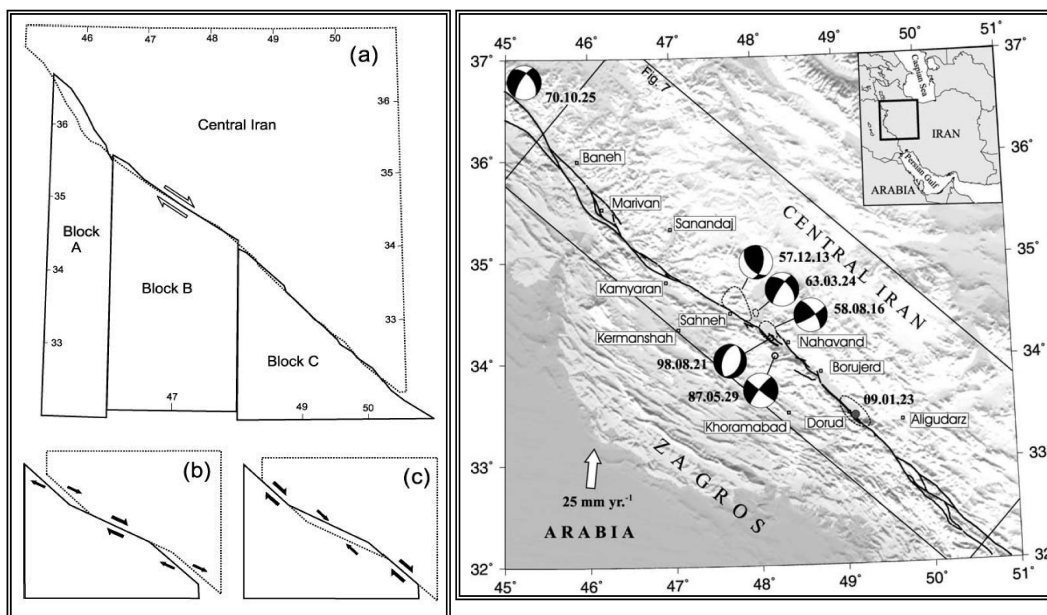 46
47
48
49
50
(a)
36
Central Iran
36
35
Block
A
35
34
Block B
34
33
33
Block C
33
47
49
50
(b)
(c)
45
46°
47°
48°
49°
50°
51°
37°
37°
Fig. 7
Caspian
Sea
70.10.25
IRAN
36°
Baneh
36°
Persian Gulf
ARABIA
Marivan
Sanandaj
CENTRAL IRAN
35°
35°
57.12.13
63.03.24
Kamyaran
58.08.16
Sahneh
Kermanshah
Nahavand
34°
34°
98.08.21
Borujerd
87.05.29
09.01.23
Khoramabad
Dorud
Aligudarz
33°
33°
ZAGROS
25 mm yr.-1
ARABIA
32°
32°
45°
46°
47°
48°
49°
50°
51°